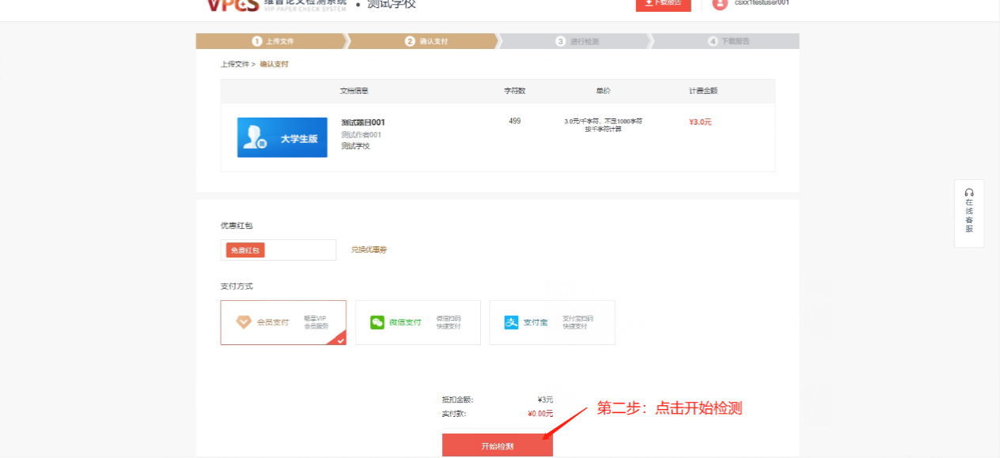 VPCS 维普论文检测系统 • 测试学校
VIP PAPER CHECK SYSTEM
下载报告
csxx1testuser001
1 上传文件
2 确认支付
3 进行检测
4 下载报告
上传文件 > 确认支付
文档信息 字符数 单价 计费金额
大学生版
测试题目001
测试作者001
测试学校
499
3.0元/千字符，不足1000字符
按千字符计算
¥3.0元
在线客服
优惠红包
免费红包
兑换优惠券
支付方式
会员支付
畅享VIP
会员服务
微信支付
微信扫码
快捷支付
支付宝
支付宝扫码
快捷支付
抵扣金额: ¥3元
实付款: ¥0.00元
第二步：点击开始检测
开始检测